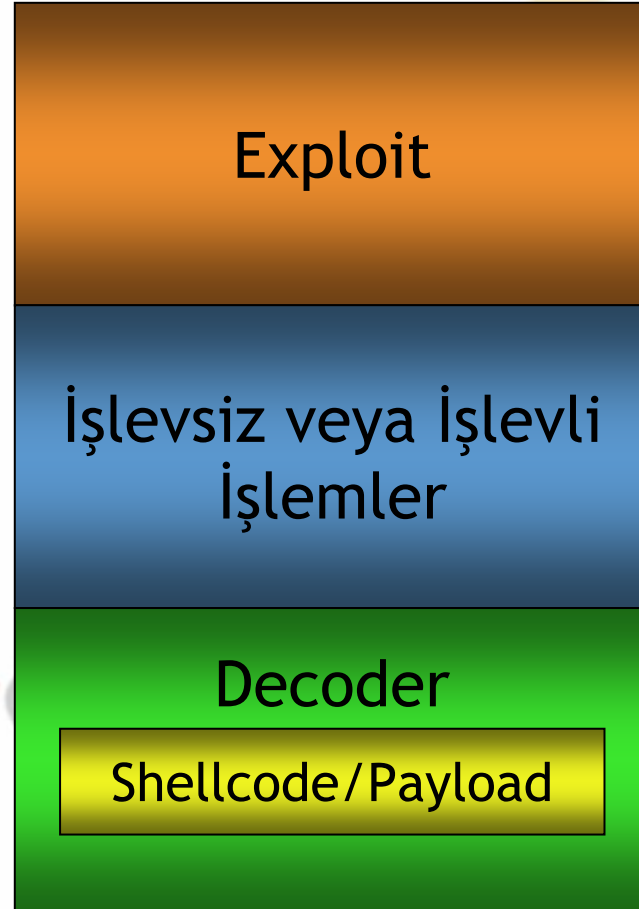 Exploit
İşlevsiz veya İşlevli
İşlemler
Decoder
Shellcode/Payload